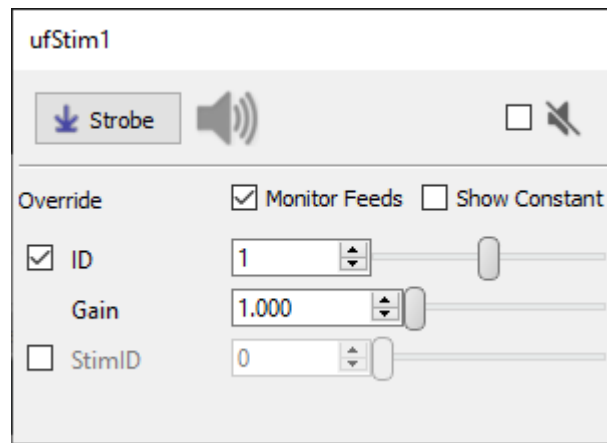 ufStim1
Strobe
Override Monitor Feeds Show Constant
ID 1
Gain 1.000
StimID 0